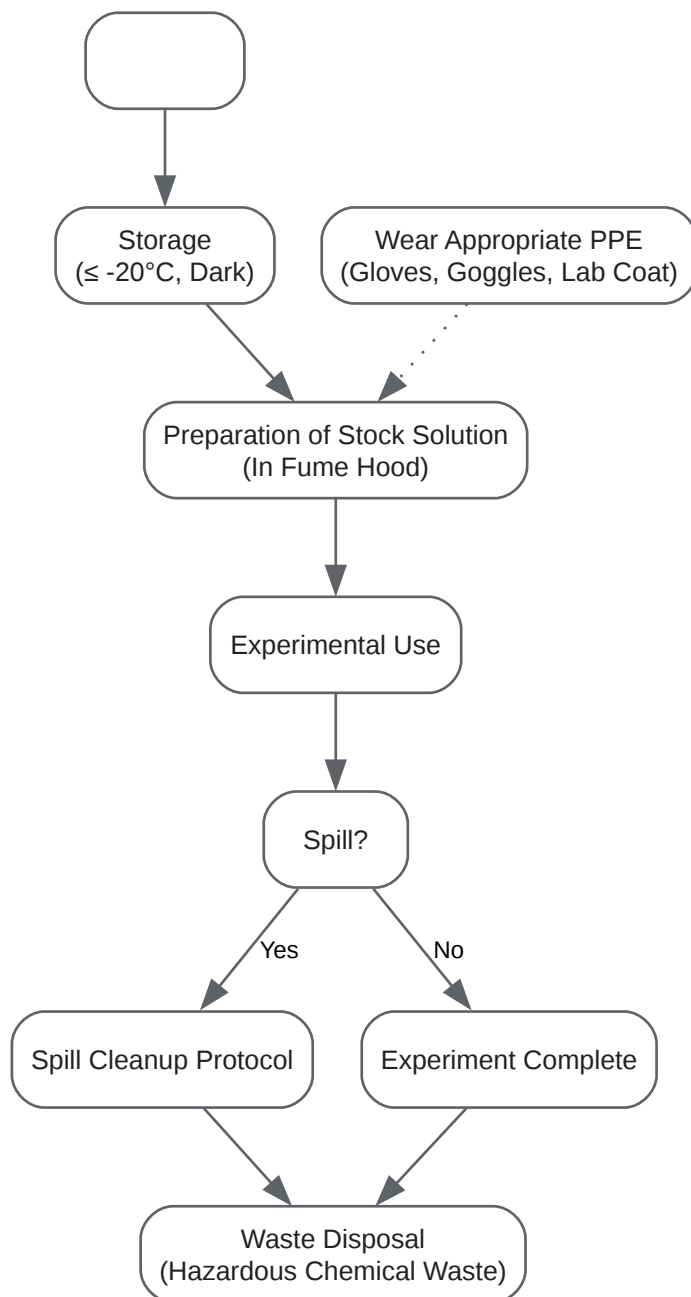 Storage
(≤ -20°C, Dark)
Wear Appropriate PPE
(Gloves, Goggles, Lab Coat)
Preparation of Stock Solution
(In Fume Hood)
Experimental Use
Spill?
Yes
No
Spill Cleanup Protocol
Experiment Complete
Waste Disposal
(Hazardous Chemical Waste)